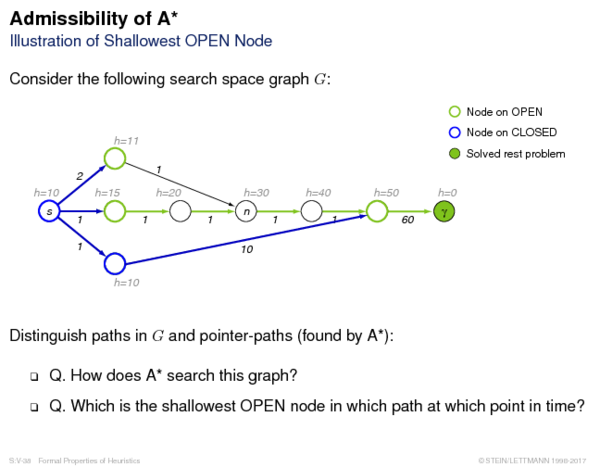 Admissibility of A*
Illustration of Shallowest OPEN Node
Consider the following search space graph G:
Node on OPEN
Node on CLOSED
Solved rest problem
h=11
2
1
h=10 h=15 h=20 h=30 h=40 h=50 h=0
s n γ
1 1 1 1 1 60
1
10
h=10
Distinguish paths in G and pointer-paths (found by A*):
❑ Q. How does A* search this graph?
❑ Q. Which is the shallowest OPEN node in which path at which point in time?
S:V-38 Formal Properties of Heuristics © STEIN/LETTMANN 1998-2017